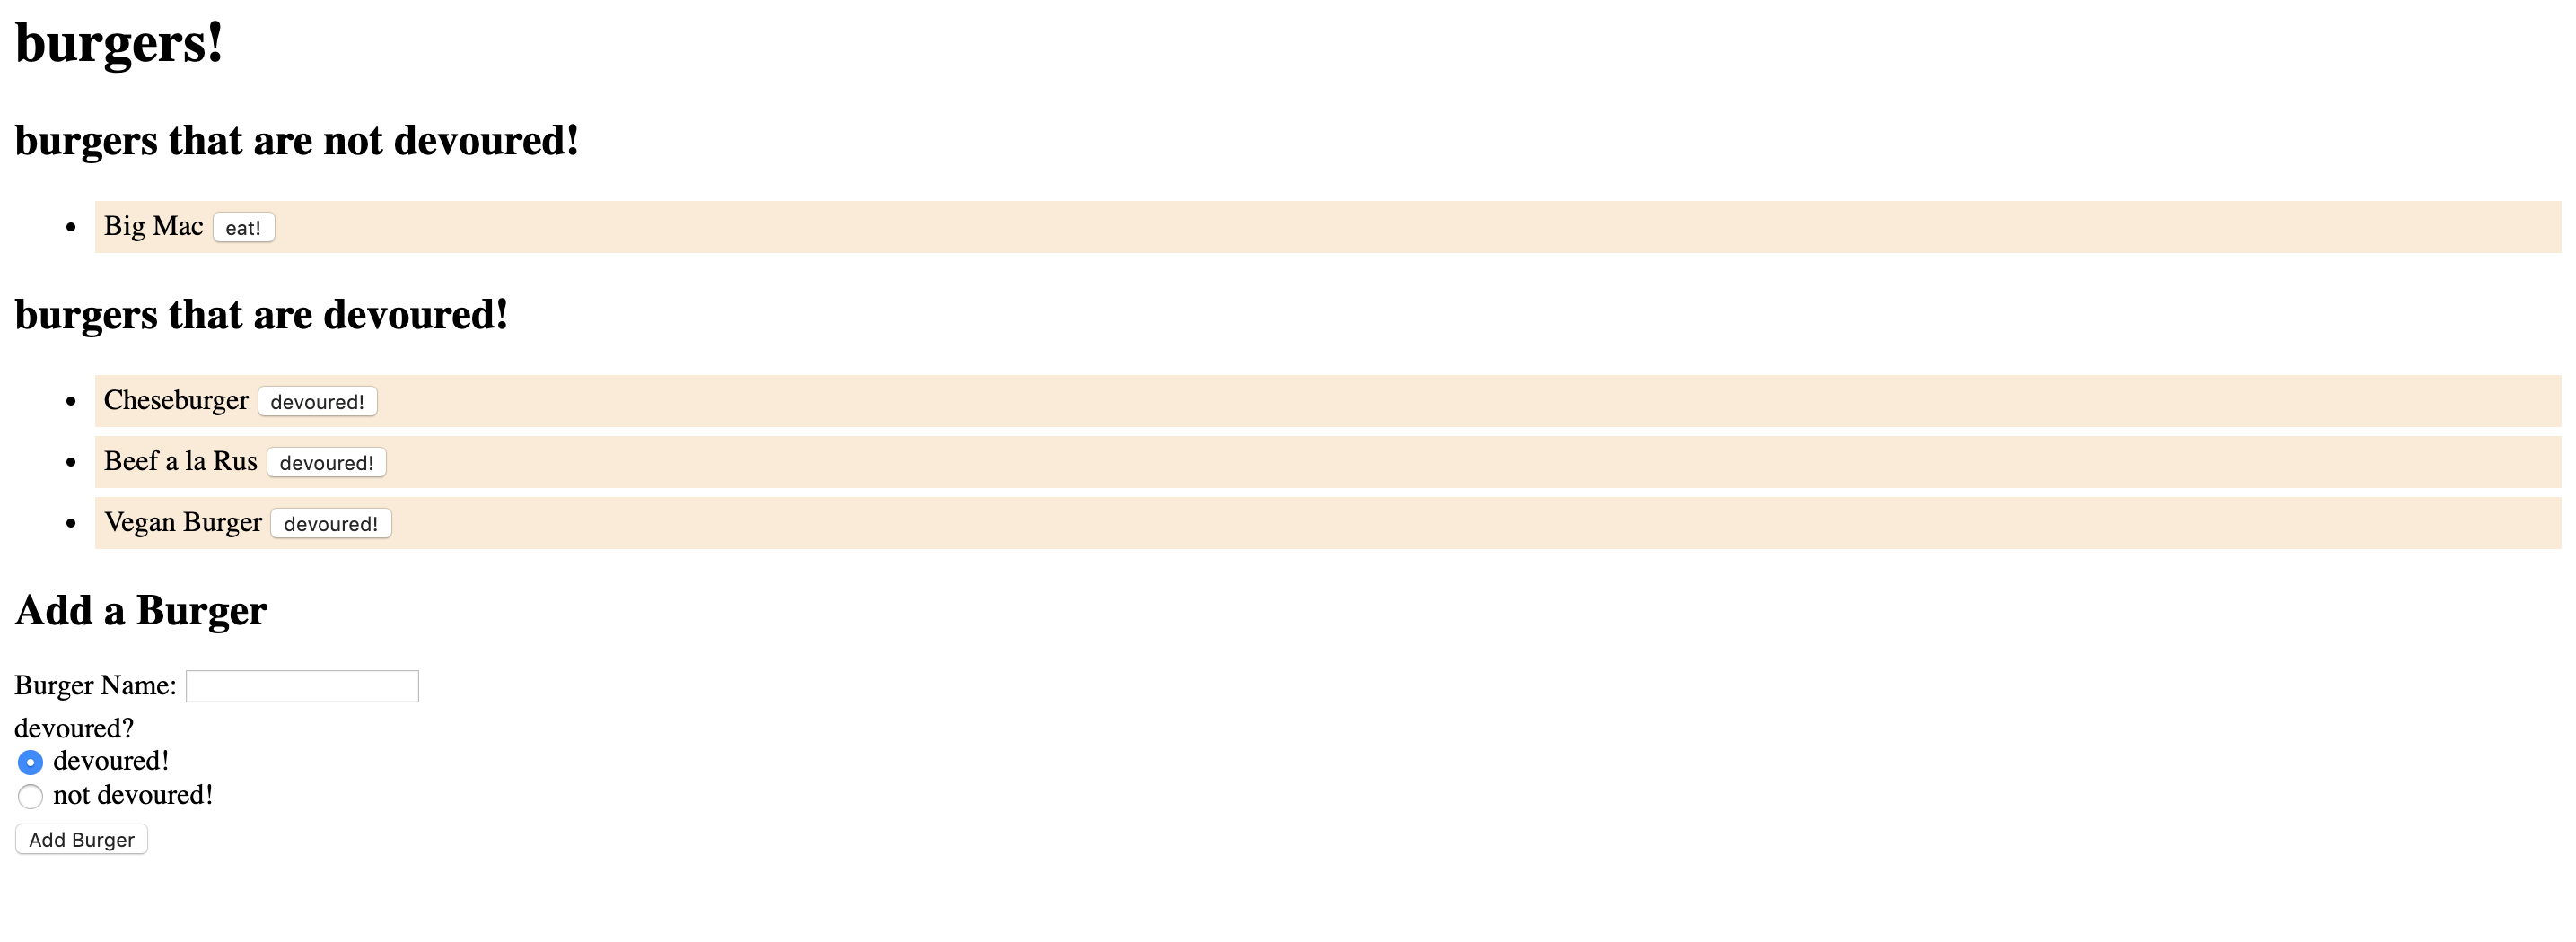 burgers!
burgers that are not devoured!
Big Mac eat!
burgers that are devoured!
Cheseburger devoured!
Beef a la Rus devoured!
Vegan Burger devoured!
Add a Burger
Burger Name:
devoured?
devoured!
not devoured!
Add Burger